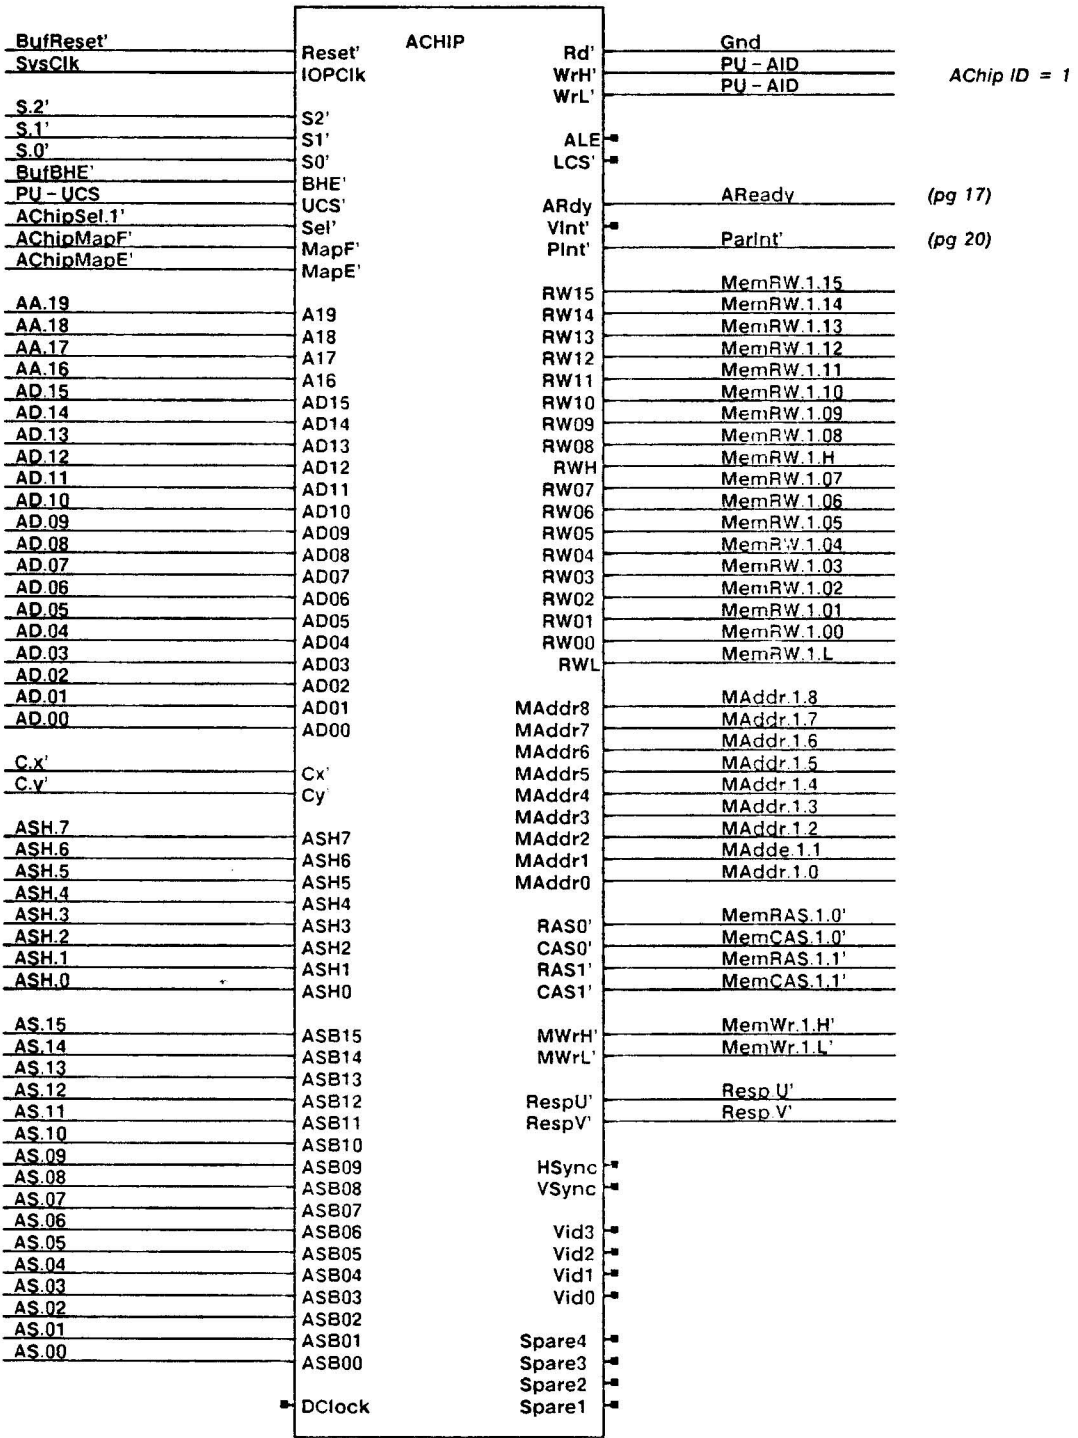 ACHIP
BufReset' Reset' Rd' Gnd
SysClk IOPClk WrH' PU-AID AChip ID = 1
WrL' PU-AID
S.2' S2'
S.1' S1' ALE
S.0' S0' LCS'
BufBHE' BHE'
PU-UCS UCS' ARdy AReady (pg 17)
AChipSel.1' Sel' VInt'
AChipMapF' MapF' PInt' ParInt' (pg 20)
AChipMapE' MapE'
RW15 MemRW.1.15
AA.19 A19 RW14 MemRW.1.14
AA.18 A18 RW13 MemRW.1.13
AA.17 A17 RW12 MemRW.1.12
AA.16 A16 RW11 MemRW.1.11
AD.15 AD15 RW10 MemRW.1.10
AD.14 AD14 RW09 MemRW.1.09
AD.13 AD13 RW08 MemRW.1.08
AD.12 AD12 RWH MemRW.1.H
AD.11 AD11 RW07 MemRW.1.07
AD.10 AD10 RW06 MemRW.1.06
AD.09 AD09 RW05 MemRW.1.05
AD.08 AD08 RW04 MemRW.1.04
AD.07 AD07 RW03 MemRW.1.03
AD.06 AD06 RW02 MemRW.1.02
AD.05 AD05 RW01 MemRW.1.01
AD.04 AD04 RW00 MemRW.1.00
AD.03 AD03 RWL MemRW.1.L
AD.02 AD02
AD.01 AD01 MAddr8 MAddr.1.8
AD.00 AD00 MAddr7 MAddr.1.7
MAddr6 MAddr.1.6
C.x' Cx' MAddr5 MAddr.1.5
C.y' Cy' MAddr4 MAddr.1.4
MAddr3 MAddr.1.3
ASH.7 ASH7 MAddr2 MAddr.1.2
ASH.6 ASH6 MAddr1 MAdde.1.1
ASH.5 ASH5 MAddr0 MAddr.1.0
ASH.4 ASH4
ASH.3 ASH3 RAS0' MemRAS.1.0'
ASH.2 ASH2 CAS0' MemCAS.1.0'
ASH.1 ASH1 RAS1' MemRAS.1.1'
ASH.0 ASH0 CAS1' MemCAS.1.1'
AS.15 ASB15 MWrH' MemWr.1.H'
AS.14 ASB14 MWrL' MemWr.1.L'
AS.13 ASB13
AS.12 ASB12 RespU' Resp.U'
AS.11 ASB11 RespV' Resp.V'
AS.10 ASB10
AS.09 ASB09 HSync
AS.08 ASB08 VSync
AS.07 ASB07
AS.06 ASB06 Vid3
AS.05 ASB05 Vid2
AS.04 ASB04 Vid1
AS.03 ASB03 Vid0
AS.02 ASB02
AS.01 ASB01 Spare4
AS.00 ASB00 Spare3
Spare2
DClock Spare1